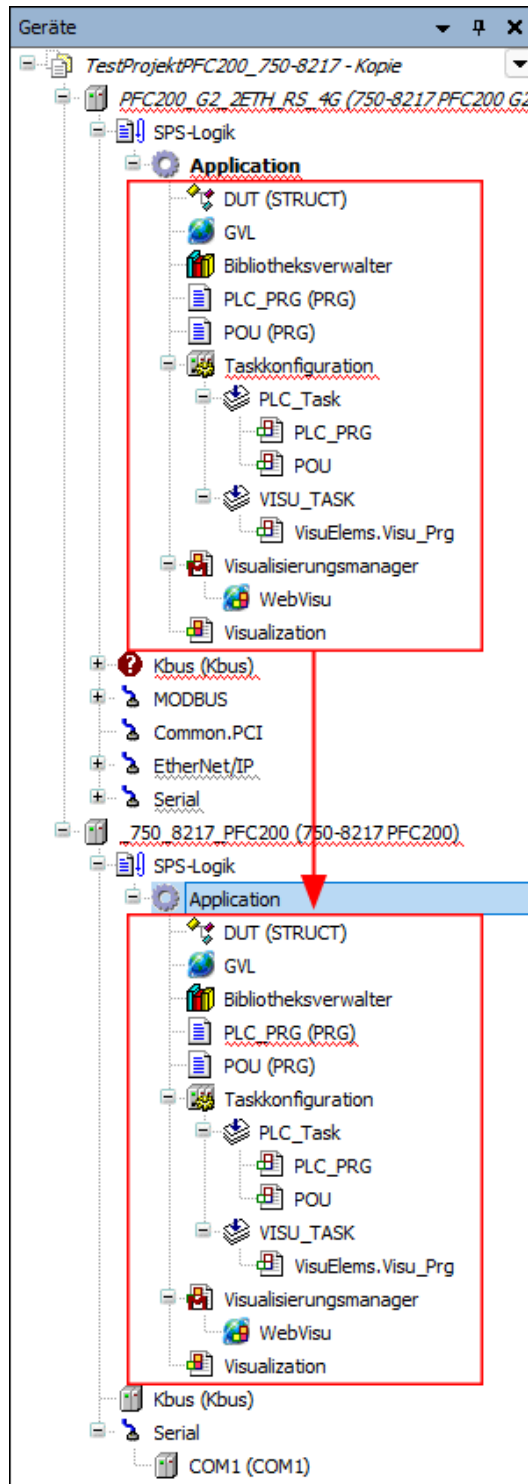 Geräte
TestProjektPFC200_750-8217 - Kopie
PFC200_G2_2ETH_RS_4G (750-8217 PFC200 G2
SPS-Logik
Application
DUT (STRUCT)
GVL
Bibliotheksverwalter
PLC_PRG (PRG)
POU (PRG)
Taskkonfiguration
PLC_Task
PLC_PRG
POU
VISU_TASK
VisuElems.Visu_Prg
Visualisierungsmanager
WebVisu
Visualization
Kbus (Kbus)
MODBUS
Common.PCI
EtherNet/IP
Serial
_750_8217_PFC200 (750-8217 PFC200)
SPS-Logik
Application
DUT (STRUCT)
GVL
Bibliotheksverwalter
PLC_PRG (PRG)
POU (PRG)
Taskkonfiguration
PLC_Task
PLC_PRG
POU
VISU_TASK
VisuElems.Visu_Prg
Visualisierungsmanager
WebVisu
Visualization
Kbus (Kbus)
Serial
COM1 (COM1)